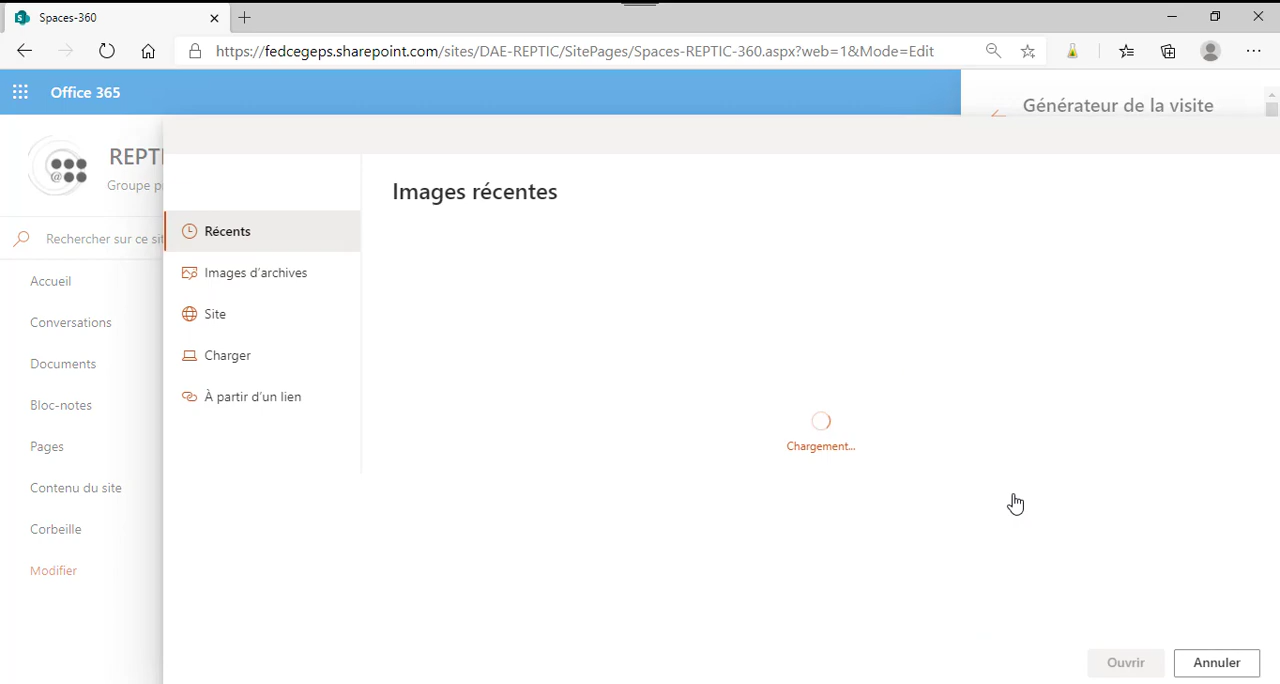 Spaces-360
https://fedcegeps.sharepoint.com/sites/DAE-REPTIC/SitePages/Spaces-REPTIC-360.aspx?web=1&Mode=Edit
Office 365
Générateur de la visite
REPTI
Groupe p
Rechercher sur ce sit
Accueil
Conversations
Documents
Bloc-notes
Pages
Contenu du site
Corbeille
Modifier
Images récentes
Récents
Images d'archives
Site
Charger
À partir d'un lien
Chargement...
Ouvrir
Annuler